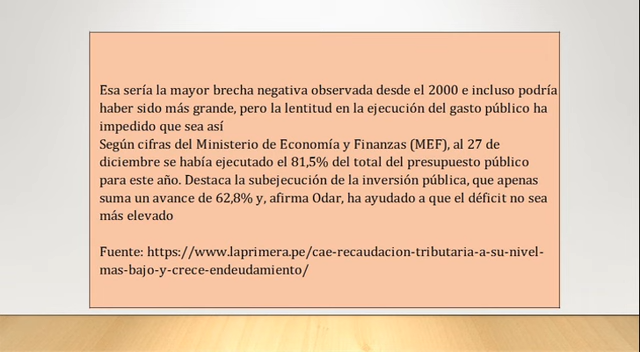 Esa sería la mayor brecha negativa observada desde el 2000 e incluso podría
haber sido más grande, pero la lentitud en la ejecución del gasto público ha
impedido que sea así
Según cifras del Ministerio de Economía y Finanzas (MEF), al 27 de
diciembre se había ejecutado el 81,5% del total del presupuesto público
para este año. Destaca la subejecución de la inversión pública, que apenas
suma un avance de 62,8% y, afirma Odar, ha ayudado a que el déficit no sea
más elevado
Fuente: https://www.laprimera.pe/cae-recaudacion-tributaria-a-su-nivel-
mas-bajo-y-crece-endeudamiento/